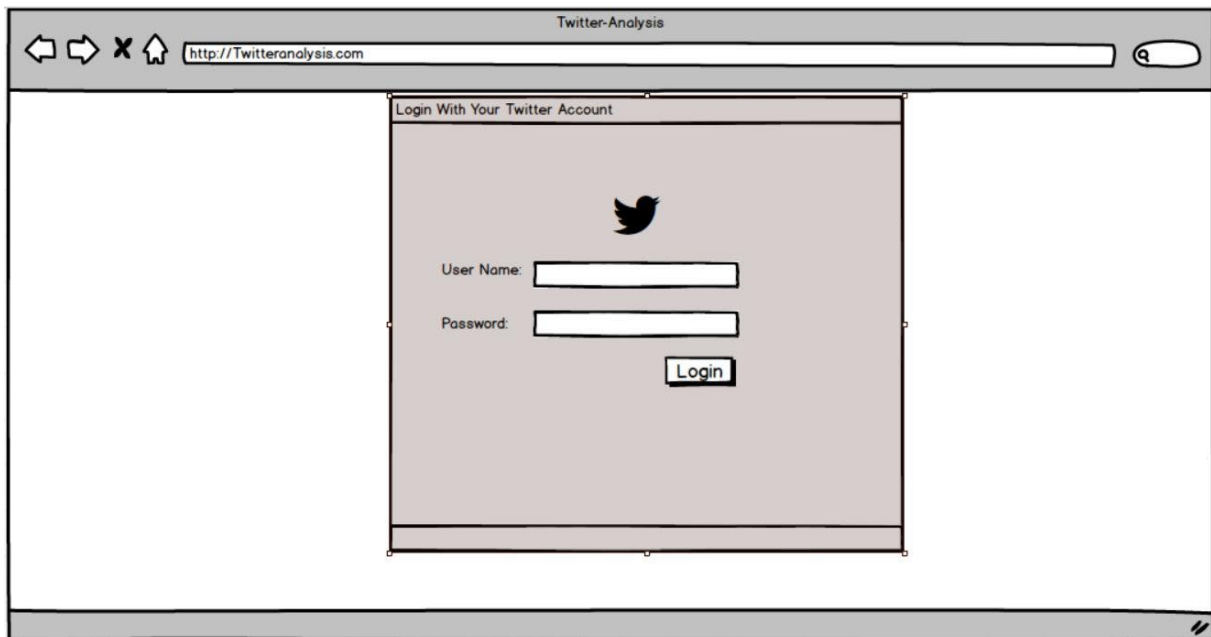 Twitter-Analysis
http://Twitteranalysis.com
Login With Your Twitter Account
User Name:
Password:
Login